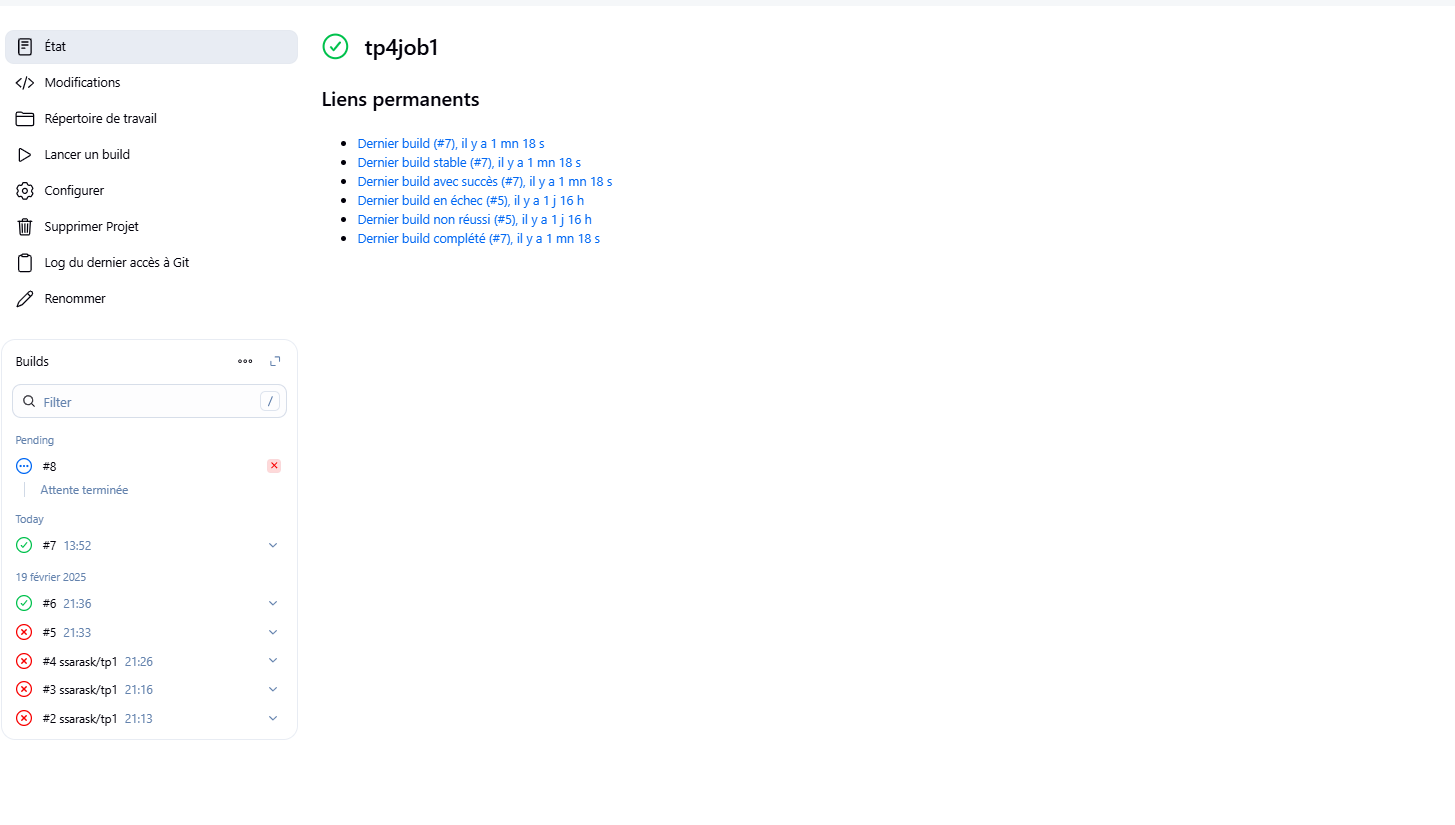 État
Modifications
Répertoire de travail
Lancer un build
Configurer
Supprimer Projet
Log du dernier accès à Git
Renommer
Builds
Filter /
Pending
#8
Attente terminée
Today
#7 13:52
19 février 2025
#6 21:36
#5 21:33
#4 ssarask/tp1 21:26
#3 ssarask/tp1 21:16
#2 ssarask/tp1 21:13
tp4job1
Liens permanents
Dernier build (#7), il y a 1 mn 18 s
Dernier build stable (#7), il y a 1 mn 18 s
Dernier build avec succès (#7), il y a 1 mn 18 s
Dernier build en échec (#5), il y a 1 j 16 h
Dernier build non réussi (#5), il y a 1 j 16 h
Dernier build complété (#7), il y a 1 mn 18 s